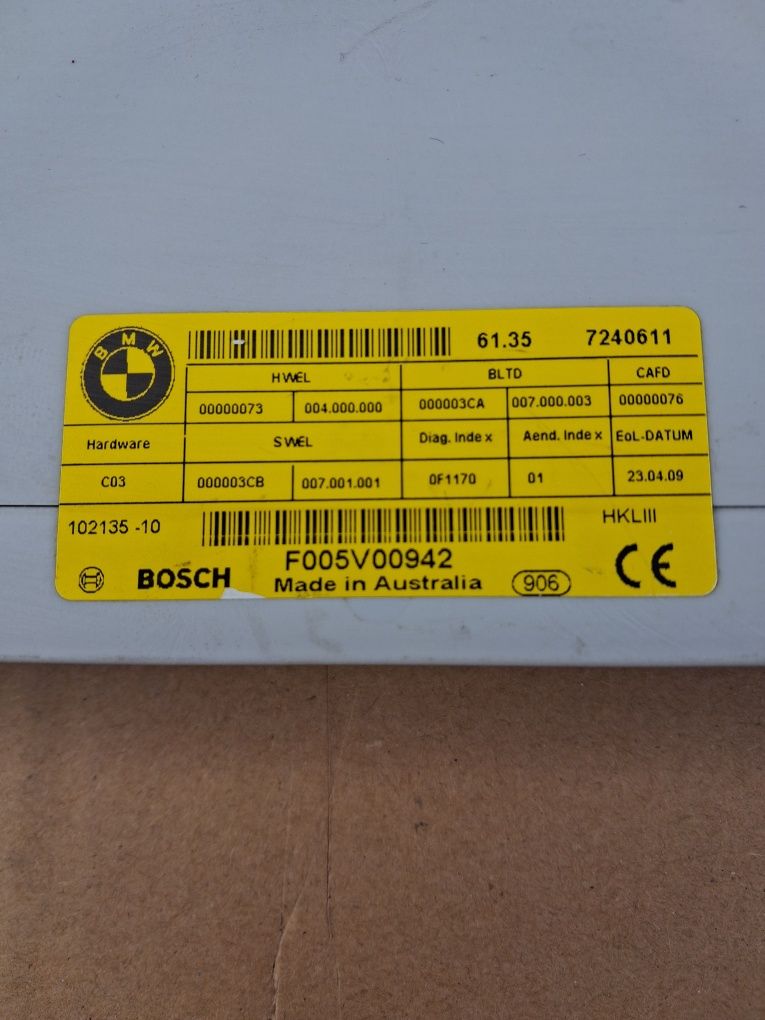 BMW
61.35 7240611
HWEL BLTD CAFD
00000073 004.000.000 000003CA 007.000.003 00000076
Hardware SWEL Diag. Index Aend. Index EoL-DATUM
C03 000003CB 007.001.001 0F1170 01 23.04.09
102135 -10 HKLIII
F005V00942
BOSCH Made in Australia 906 CE